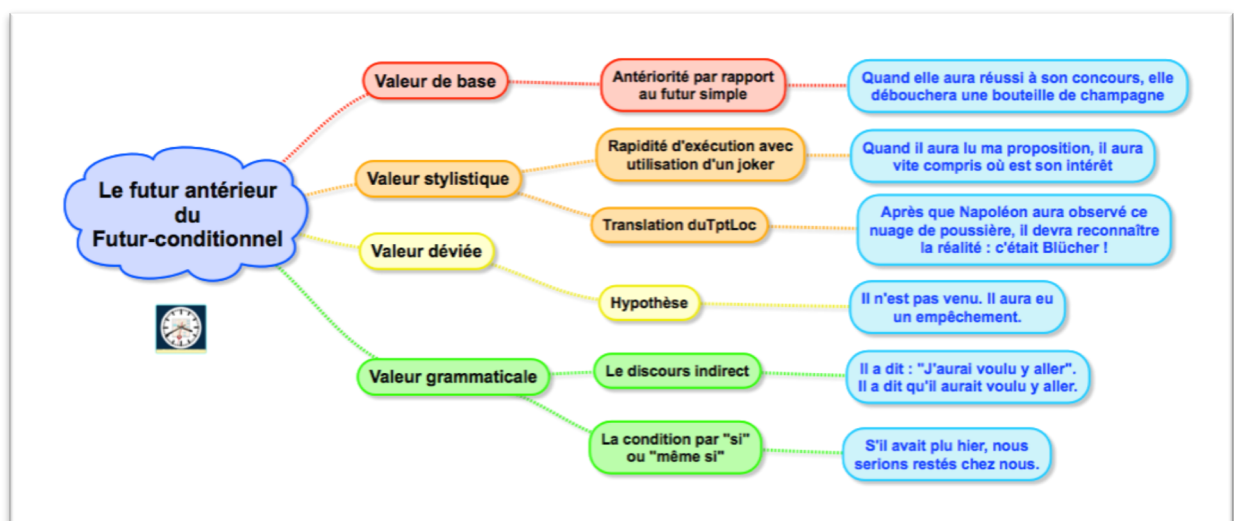 Le futur antérieur
du
Futur-conditionnel
Valeur de base
Antériorité par rapport
au futur simple
Quand elle aura réussi à son concours, elle
débouchera une bouteille de champagne
Valeur stylistique
Rapidité d'exécution avec
utilisation d'un joker
Quand il aura lu ma proposition, il aura
vite compris où est son intérêt
Translation duTptLoc
Après que Napoléon aura observé ce
nuage de poussière, il devra reconnaître
la réalité : c'était Blücher !
Valeur déviée
Hypothèse
Il n'est pas venu. Il aura eu
un empêchement.
Valeur grammaticale
Le discours indirect
Il a dit : "J'aurai voulu y aller".
Il a dit qu'il aurait voulu y aller.
La condition par "si"
ou "même si"
S'il avait plu hier, nous
serions restés chez nous.